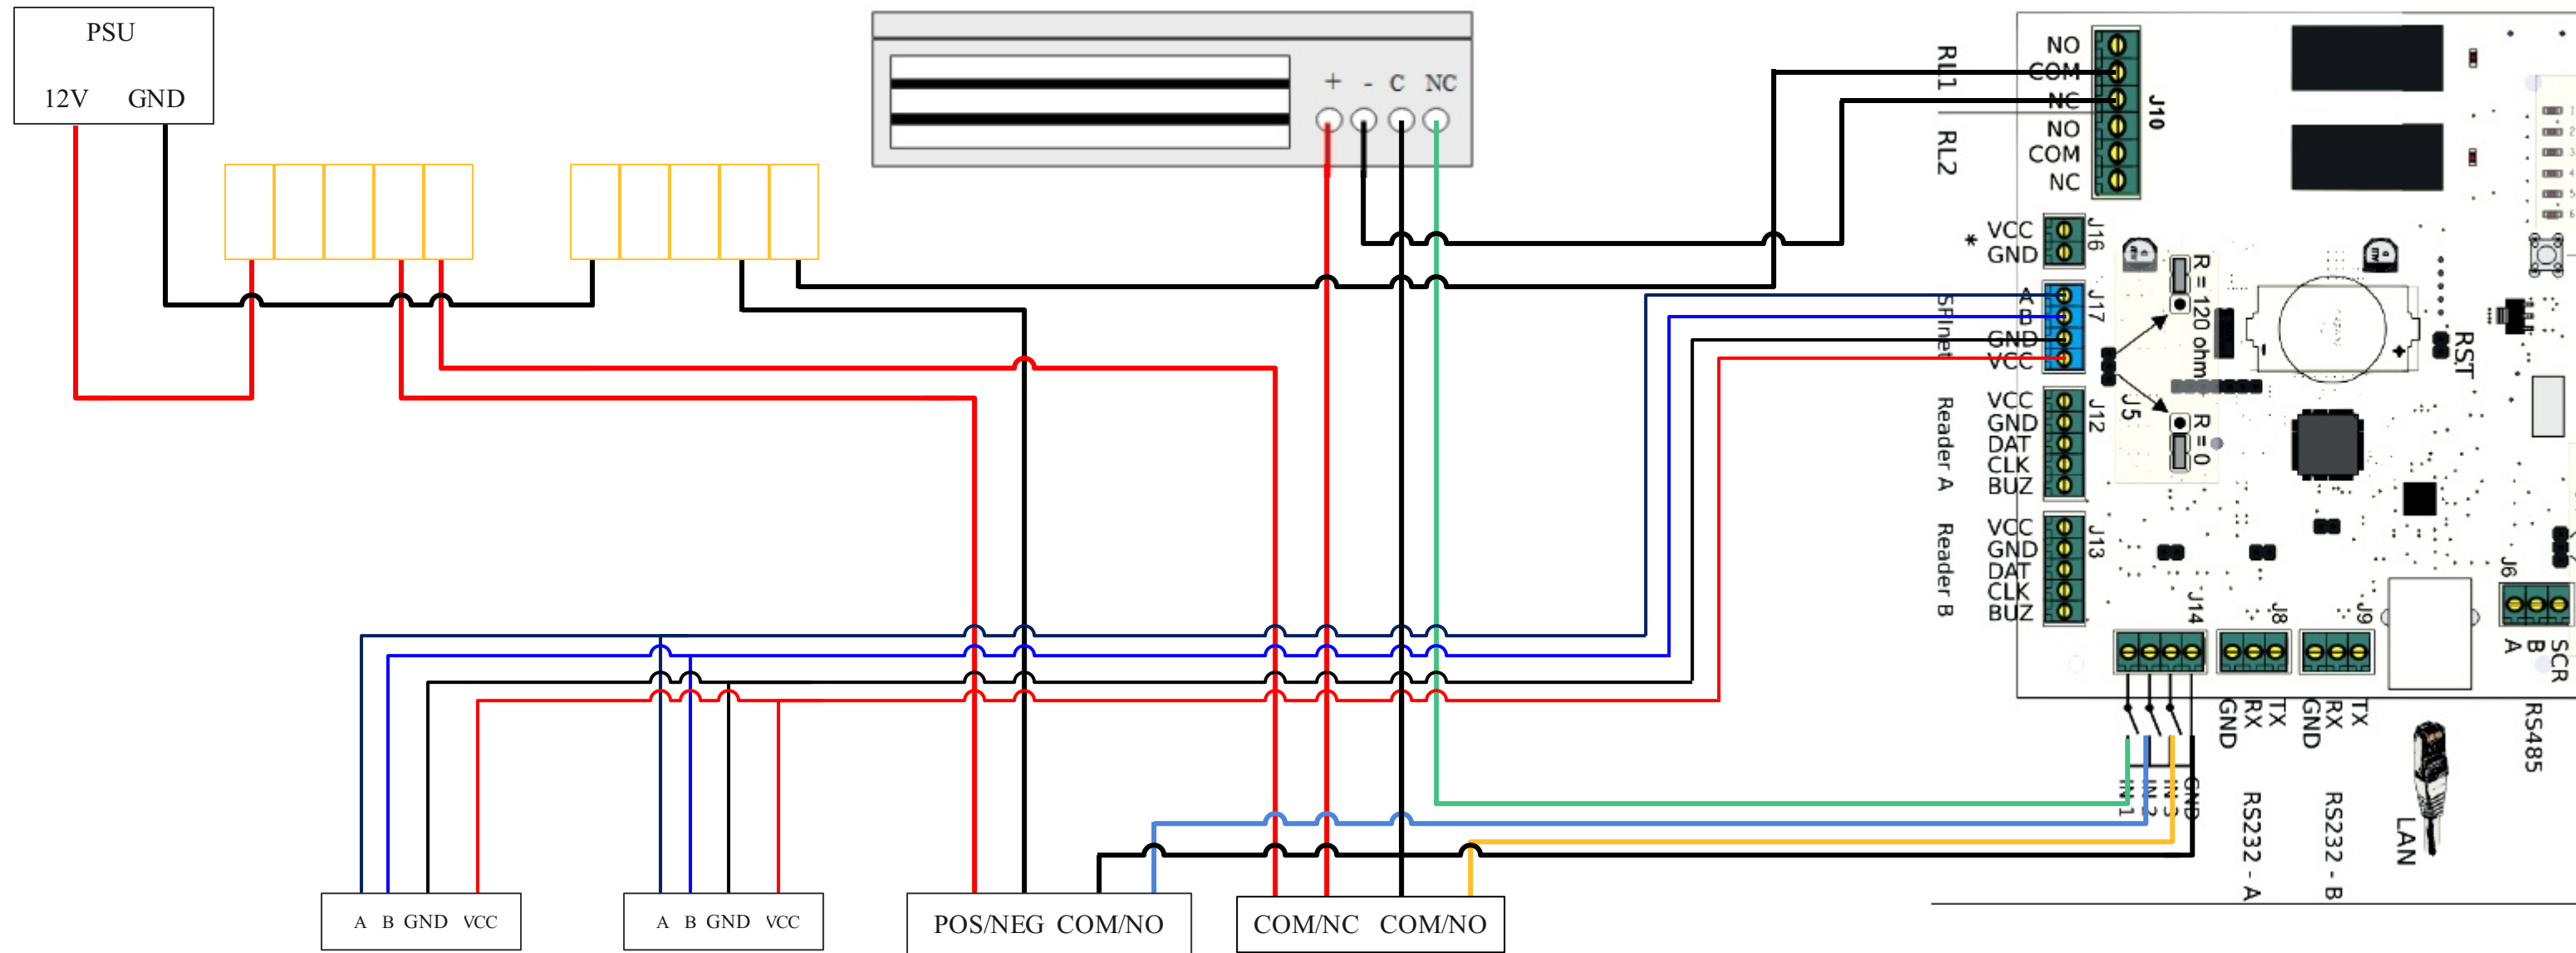 PSU
12V GND
+ - C NC
RL1
NO
COM
NC
RL2
NO
COM
NC
J10
*
VCC
GND
J16
SPInet
A
B
GND
VCC
J17
R = 120 ohm
J5
R = 0
RST
Reader A
VCC
GND
DAT
CLK
BUZ
J12
Reader B
VCC
GND
DAT
CLK
BUZ
J13
J14
J8
J9
J6
A
B
SCR
RS485
IN 1
IN 2
IN 3
GND
GND
RX
TX
RS232 - A
GND
RX
TX
RS232 - B
LAN
A B GND VCC
A B GND VCC
POS/NEG COM/NO
COM/NC COM/NO